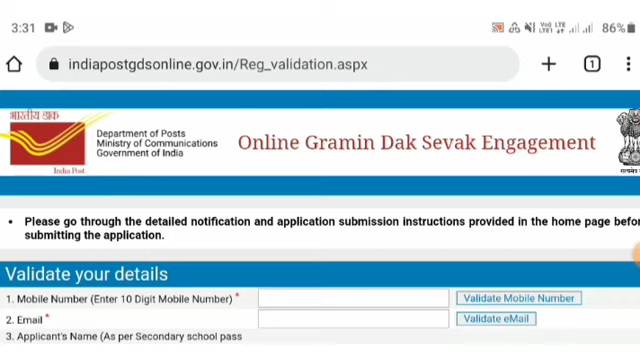 3:31
Vo) LTE
LTE1
86%
indiapostgdsonline.gov.in/Reg_validation.aspx
1
भारतीय डाक
India Post
Department of Posts
Ministry of Communications
Government of India
Online Gramin Dak Sevak Engagement
• Please go through the detailed notification and application submission instructions provided in the home page befor
submitting the application.
Validate your details
1. Mobile Number (Enter 10 Digit Mobile Number) * Validate Mobile Number
2. Email * Validate eMail
3. Applicant's Name (As per Secondary school pass